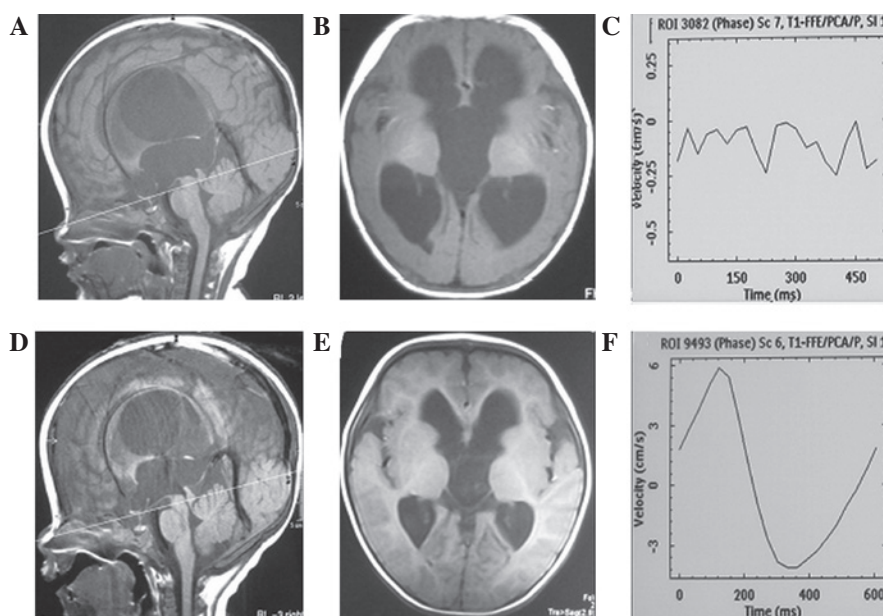 A
B
C
ROI 3082 (Phase) Sc 7, T1-FFE/PCA/P, SI 1
0.25
0
-0.25
-0.5
Velocity (cm/s)
0 150 300 450
Time (ms)
D
E
F
ROI 9493 (Phase) Sc 6, T1-FFE/PCA/P, SI 1
6
3
0
-3
Velocity (cm/s)
0 200 400 600
Time (ms)